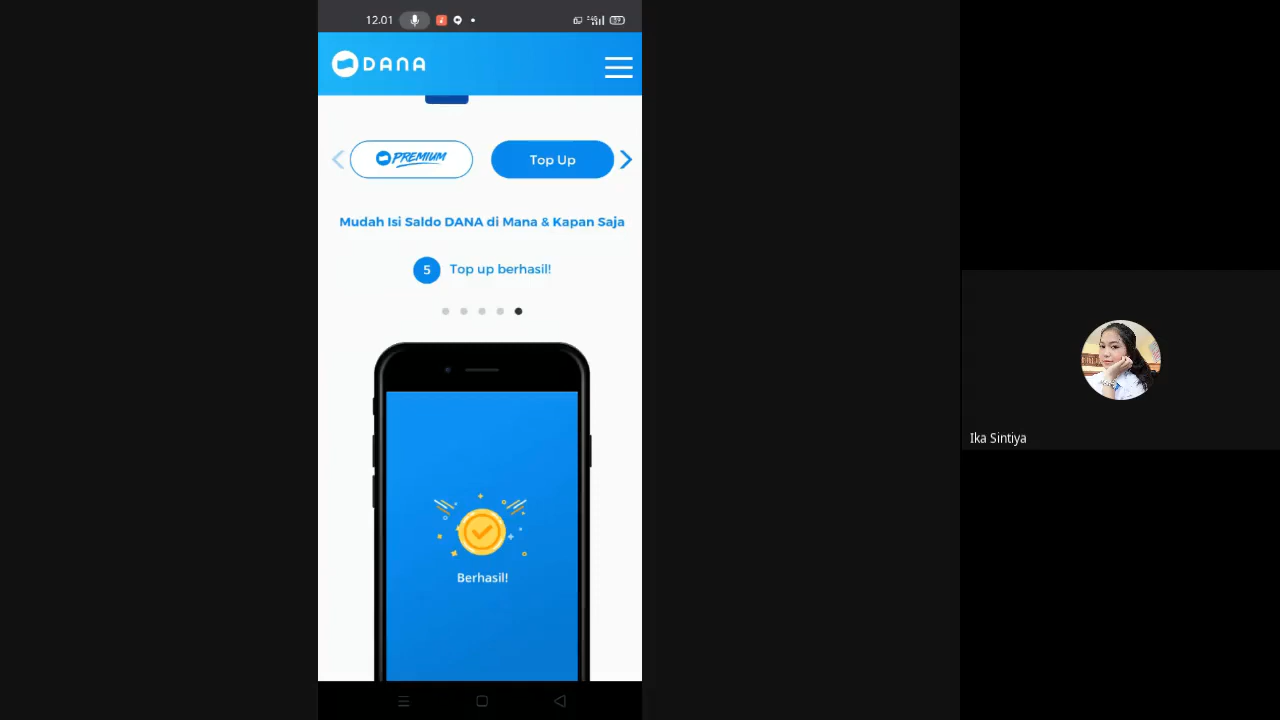 12.01
DANA
PREMIUM
Top Up
Mudah Isi Saldo DANA di Mana & Kapan Saja
5 Top up berhasil!
Berhasil!
Ika Sintiya